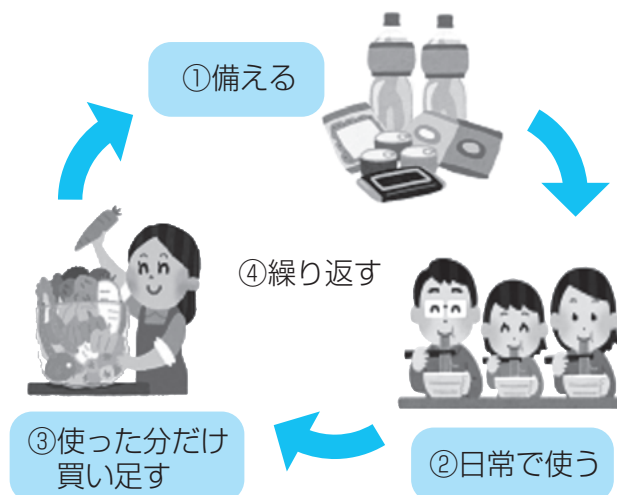 ①備える
②日常で使う
③使った分だけ
買い足す
④繰り返す